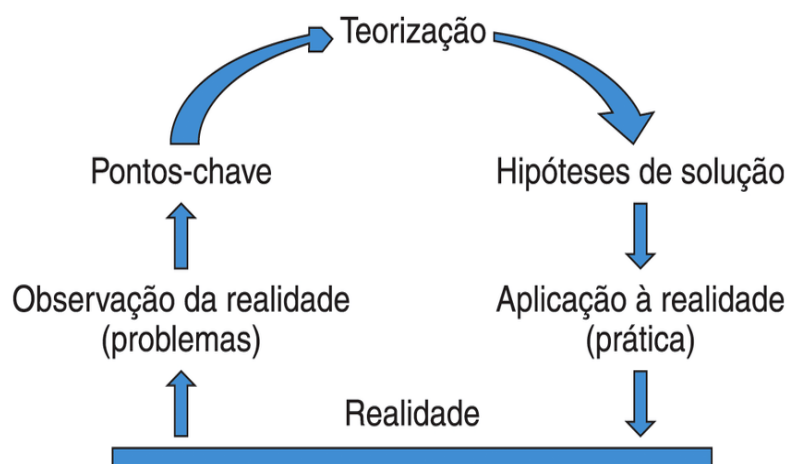 Teorização
Pontos-chave
Hipóteses de solução
Observação da realidade
(problemas)
Aplicação à realidade
(prática)
Realidade